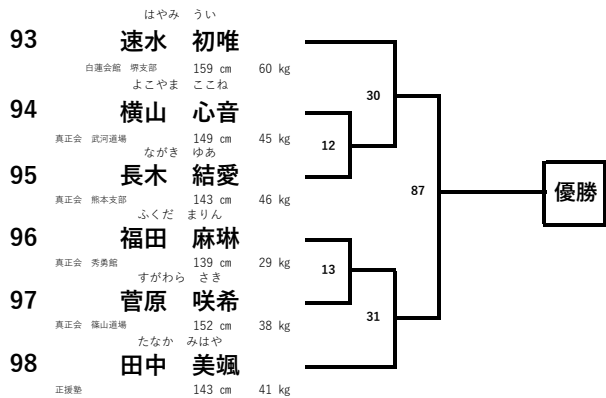 はやみ うい
93 速水 初唯
白蓮会館 堺支部 159 cm 60 kg
よこやま ここね
94 横山 心音
真正会 武河道場 149 cm 45 kg
ながき ゆあ
95 長木 結愛
真正会 熊本支部 143 cm 46 kg
ふくだ まりん
96 福田 麻琳
真正会 秀勇館 139 cm 29 kg
すがわら さき
97 菅原 咲希
真正会 篠山道場 152 cm 38 kg
たなか みはや
98 田中 美颯
正援塾 143 cm 41 kg
30
12
87
13
31
優勝